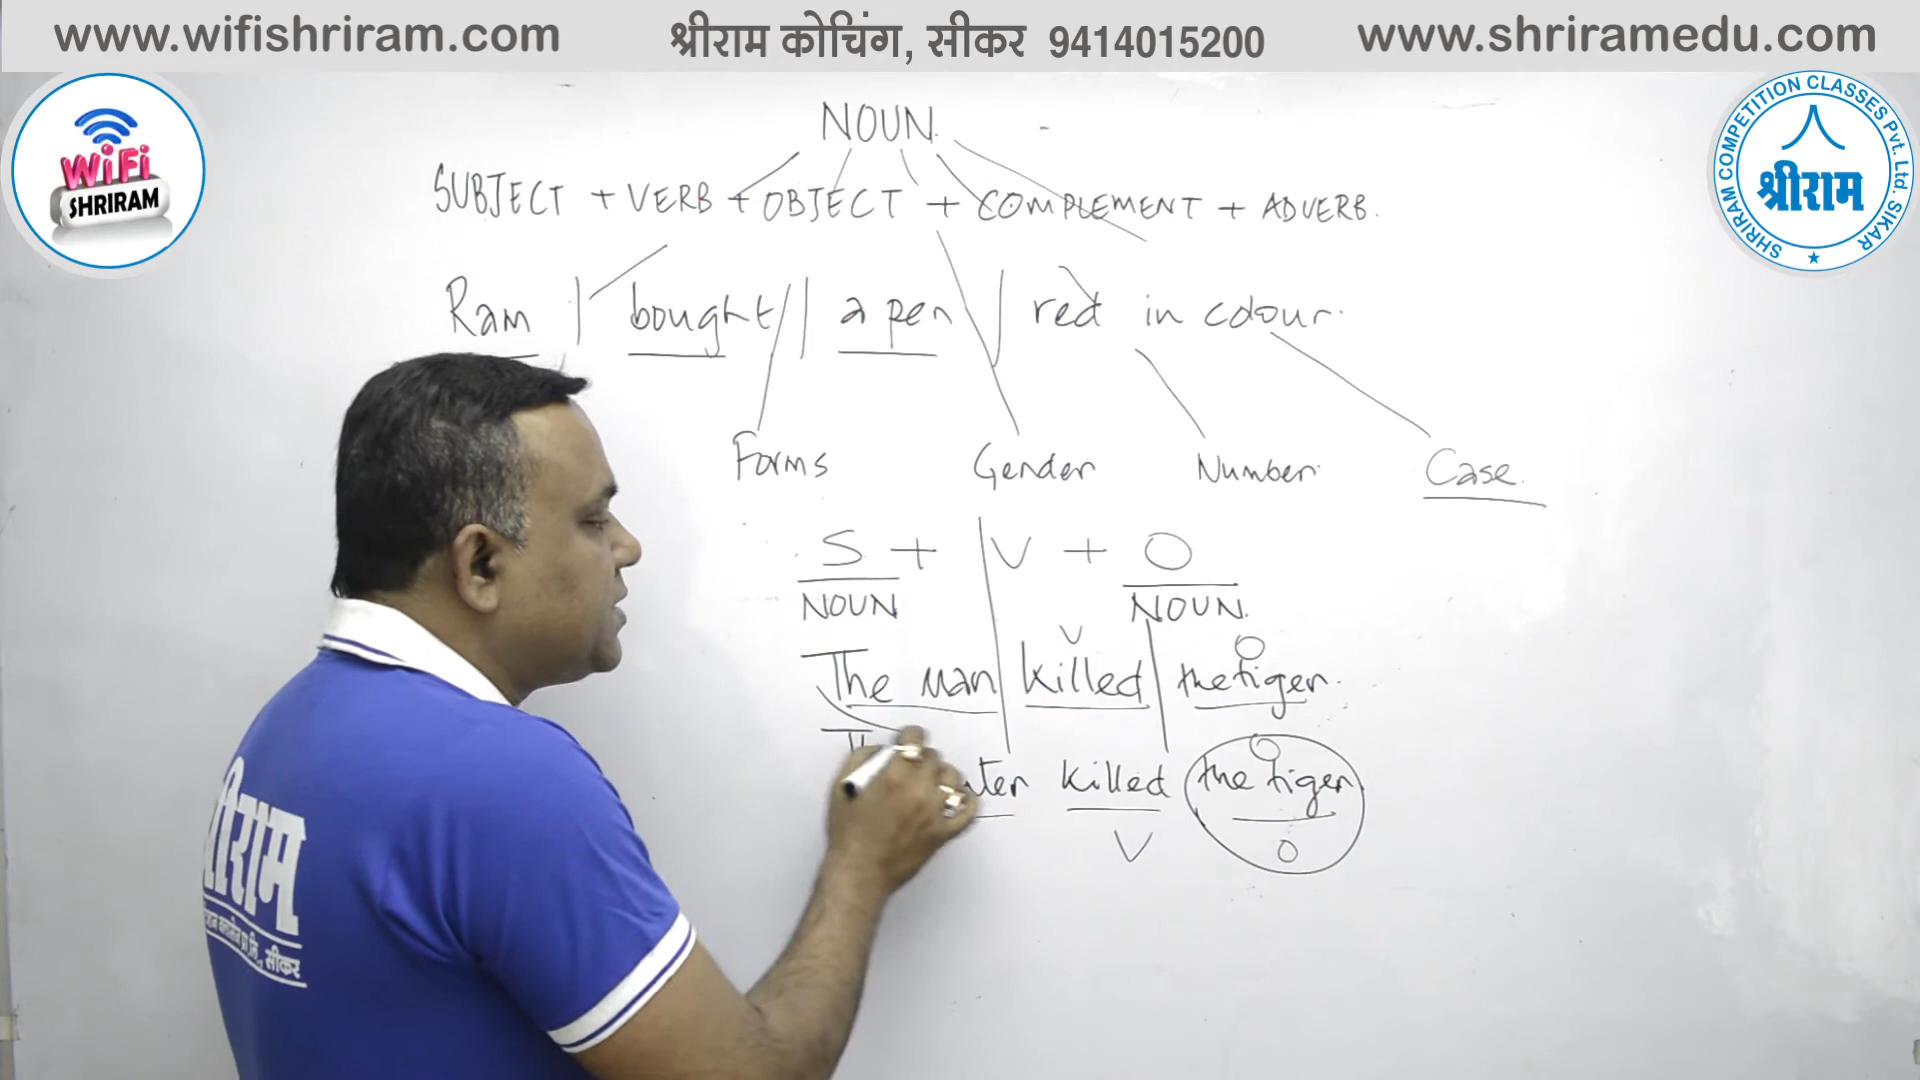 www.wifishriram.com श्रीराम कोचिंग, सीकर 9414015200 www.shriramedu.com
WiFi
SHRIRAM
SHRIRAM COMPETITION CLASSES Pvt. Ltd. SIKAR
श्रीराम
NOUN.
SUBJECT + VERB + OBJECT + COMPLEMENT + ADVERB.
Ram | bought | | a pen | red in colour.
Forms Gender Number Case.
S + V + O
NOUN NOUN.
V O
The man killed the tiger.
O
killed the tiger
V O